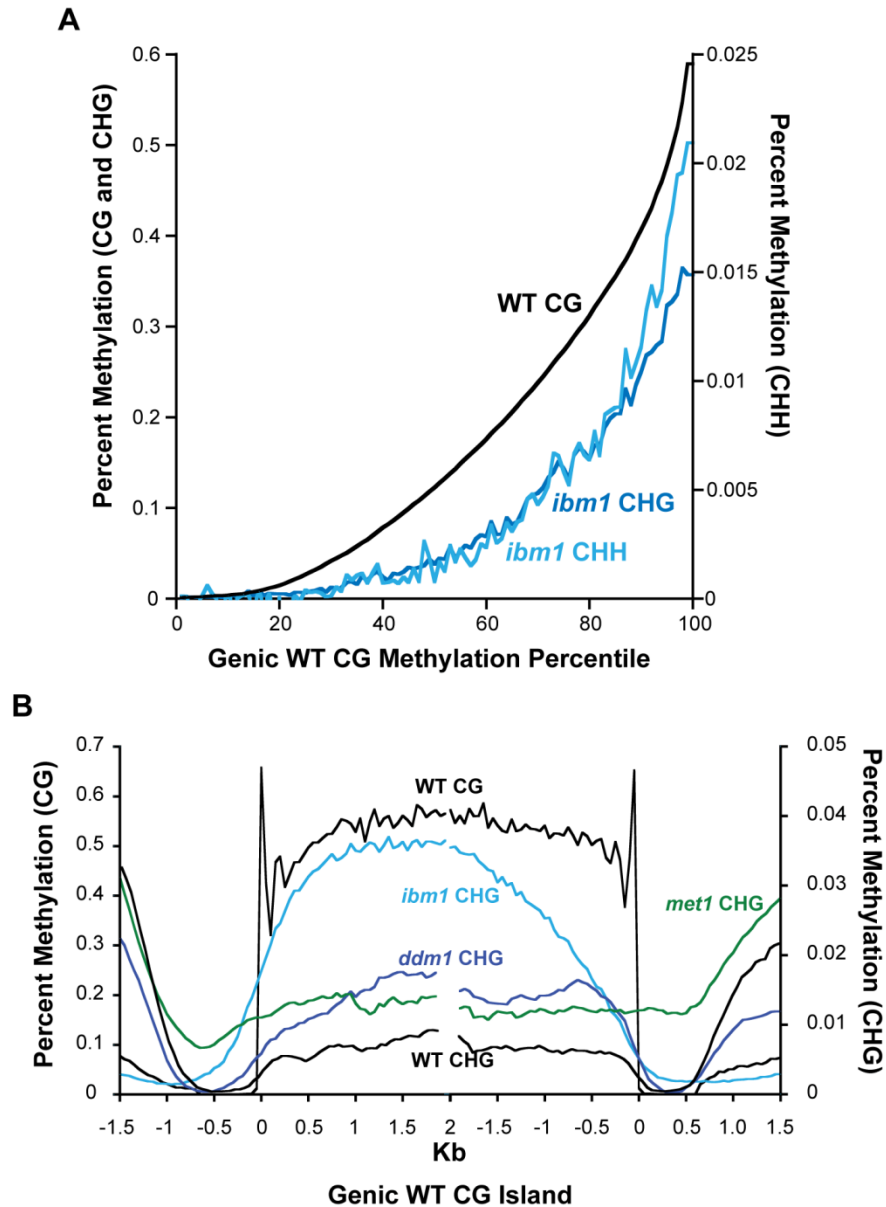 A
Percent Methylation (CG and CHG)
0.6
0.5
0.4
0.3
0.2
0.1
0
WT CG
ibm1 CHG
ibm1 CHH
0.025
0.02
0.015
0.01
0.005
0
Percent Methylation (CHH)
0 20 40 60 80 100
Genic WT CG Methylation Percentile
B
Percent Methylation (CG)
0.7
0.6
0.5
0.4
0.3
0.2
0.1
0
WT CG
ibm1 CHG
met1 CHG
ddm1 CHG
WT CHG
0.05
0.04
0.03
0.02
0.01
0
Percent Methylation (CHG)
-1.5 -1 -0.5 0 0.5 1 1.5 2 -1.5 -1 -0.5 0 0.5 1.0 1.5
Kb
Genic WT CG Island